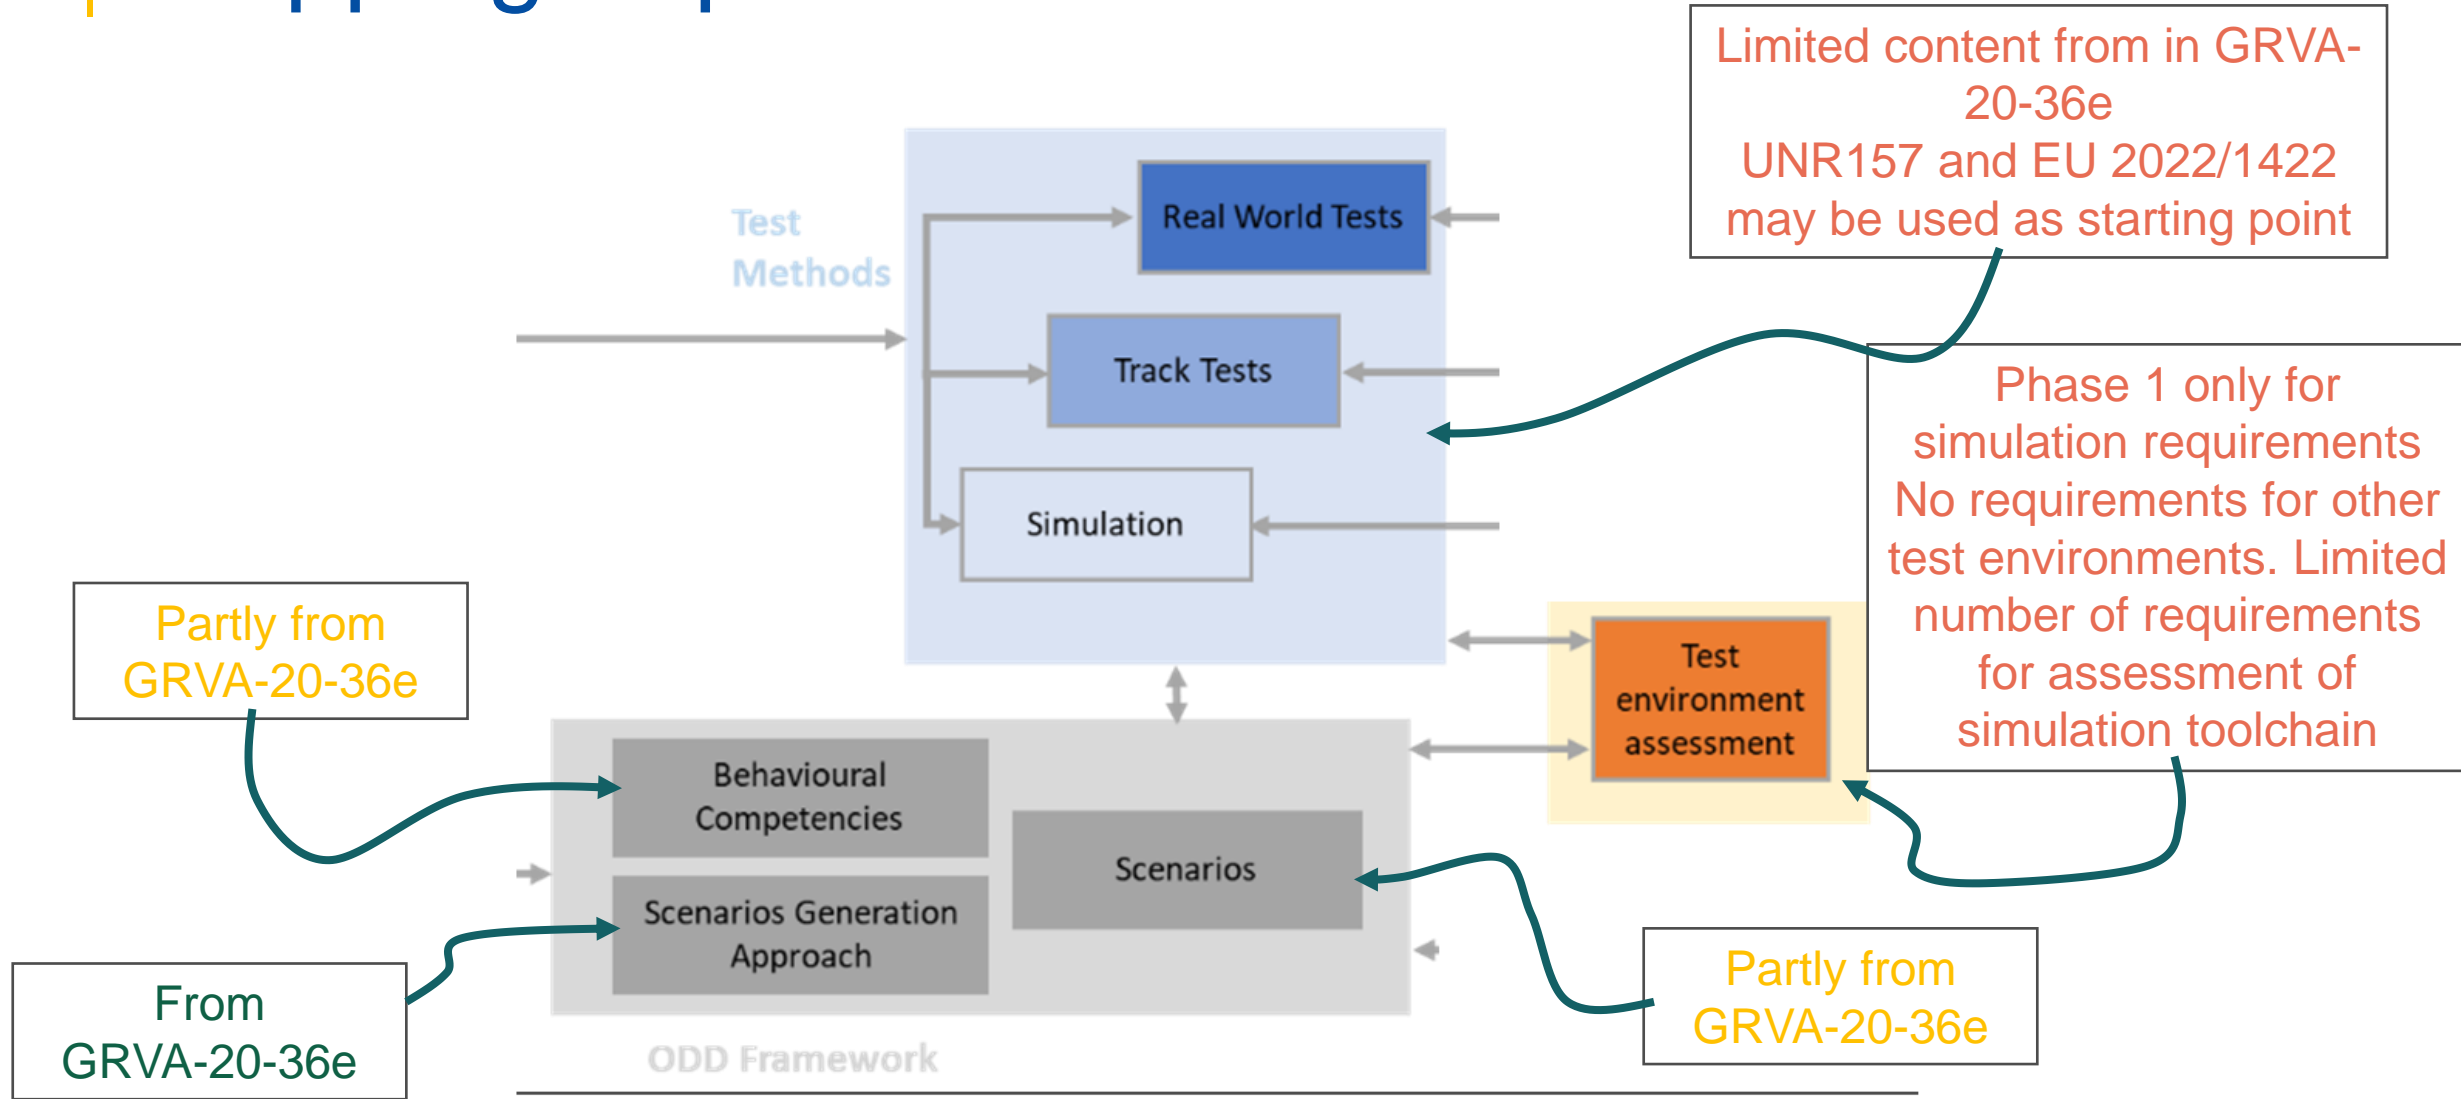 Limited content from in GRVA-
20-36e
UNR157 and EU 2022/1422
may be used as starting point
Test
Methods
Real World Tests
Track Tests
Simulation
Phase 1 only for
simulation requirements
No requirements for other
test environments. Limited
number of requirements
for assessment of
simulation toolchain
Partly from
GRVA-20-36e
Test
environment
assessment
Behavioural
Competencies
Scenarios
Scenarios Generation
Approach
From
GRVA-20-36e
Partly from
GRVA-20-36e
ODD Framework